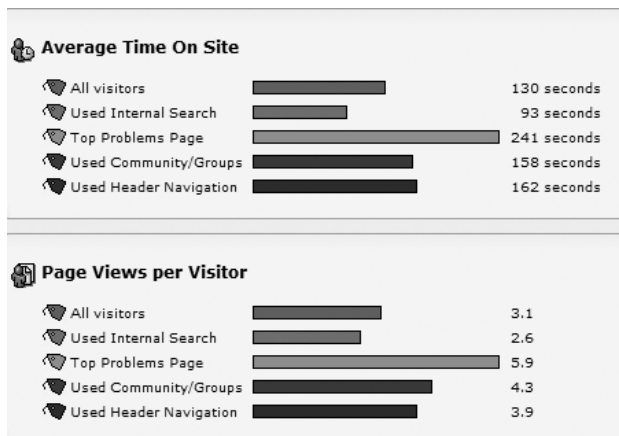 Average Time On Site
All visitors 130 seconds
Used Internal Search 93 seconds
Top Problems Page 241 seconds
Used Community/Groups 158 seconds
Used Header Navigation 162 seconds
Page Views per Visitor
All visitors 3.1
Used Internal Search 2.6
Top Problems Page 5.9
Used Community/Groups 4.3
Used Header Navigation 3.9